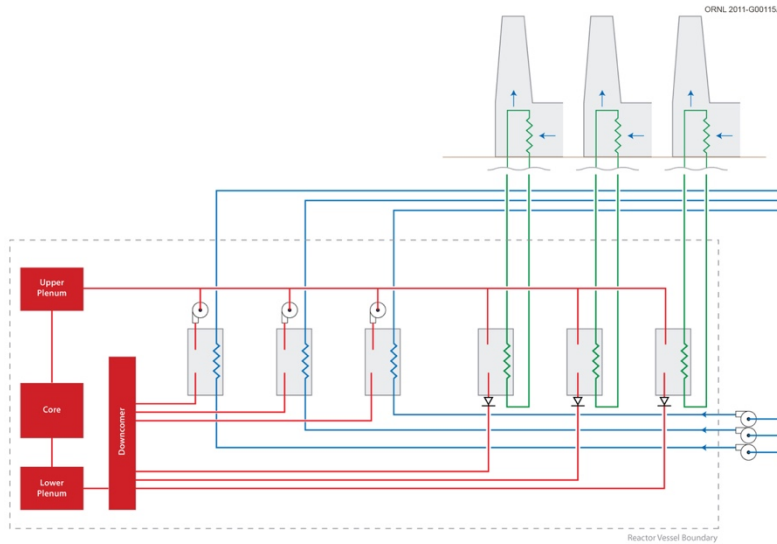 ORNL 2011-G00115
Upper
Plenum
Core
Downcomer
Lower
Plenum
Reactor Vessel Boundary